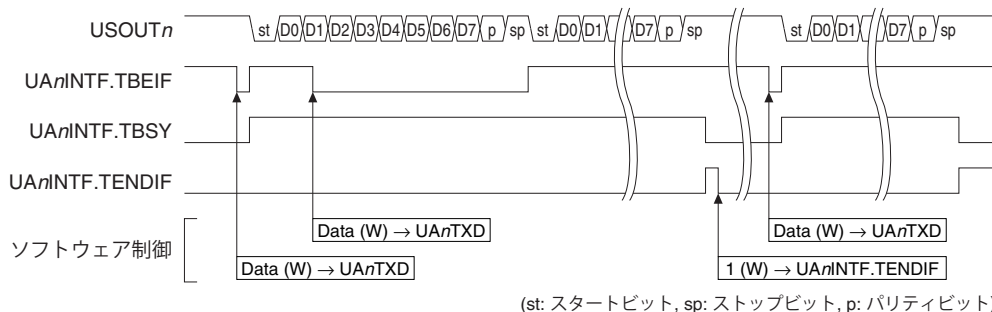 USOUTn st D0 D1 D2 D3 D4 D5 D6 D7 p sp st D0 D1 D7 p sp st D0 D1 D7 p sp
UAnINTF.TBEIF
UAnINTF.TBSY
UAnINTF.TENDIF
ソフトウェア制御
Data (W) → UAnTXD
Data (W) → UAnTXD
Data (W) → UAnTXD
1 (W) → UAnINTF.TENDIF
(st: スタートビット, sp: ストップビット, p: パリティビット)